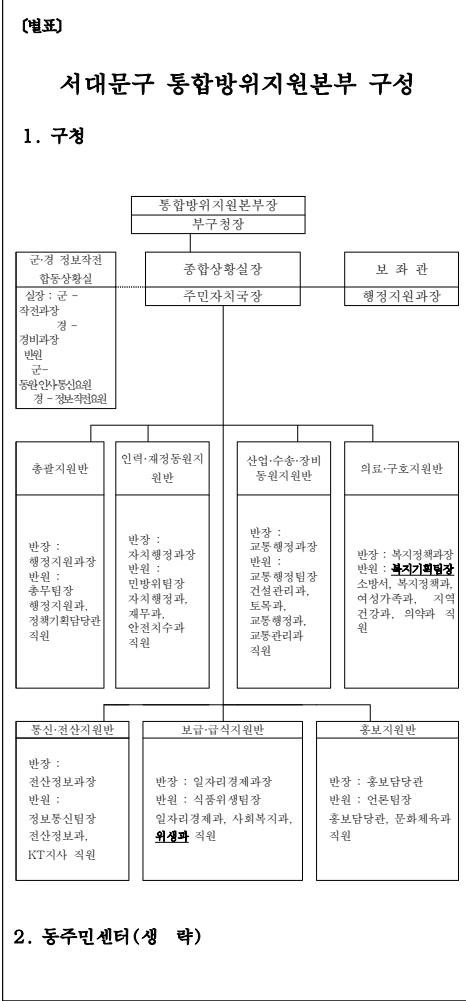 〔별표〕
서대문구 통합방위지원본부 구성
1. 구청
통합방위지원본부장
부구청장
군·경 정보작전
합동상황실
실장 : 군 -
작전과장
경 -
경비과장
반원
군-
동원·인사·통신요원
경 - 정보·작전요원
종합상황실장
주민자치국장
보 좌 관
행정지원과장
총괄지원반
반장 :
행정지원과장
반원 :
총무팀장
행정지원과,
정책기획담당관
직원
인력·재정동원지
원반
반장 :
자치행정과장
반원 :
민방위팀장
자치행정과,
재무과,
안전치수과
직원
산업·수송·장비
동원지원반
반장 :
교통행정과장
반원 :
교통행정팀장
건설관리과,
토목과,
교통행정과,
교통관리과
직원
의료·구호지원반
반장 : 복지정책과장
반원 : 복지기획팀장
소방서, 복지정책과,
여성가족과, 지역
건강과, 의약과 직
원
통신·전산지원반
반장 :
전산정보과장
반원 :
정보통신팀장
전산정보과,
KT지사 직원
보급·급식지원반
반장 : 일자리경제과장
반원 : 식품위생팀장
일자리경제과, 사회복지과,
위생과 직원
홍보지원반
반장 : 홍보담당관
반원 : 언론팀장
홍보담당관, 문화체육과
직원
2. 동주민센터(생 략)